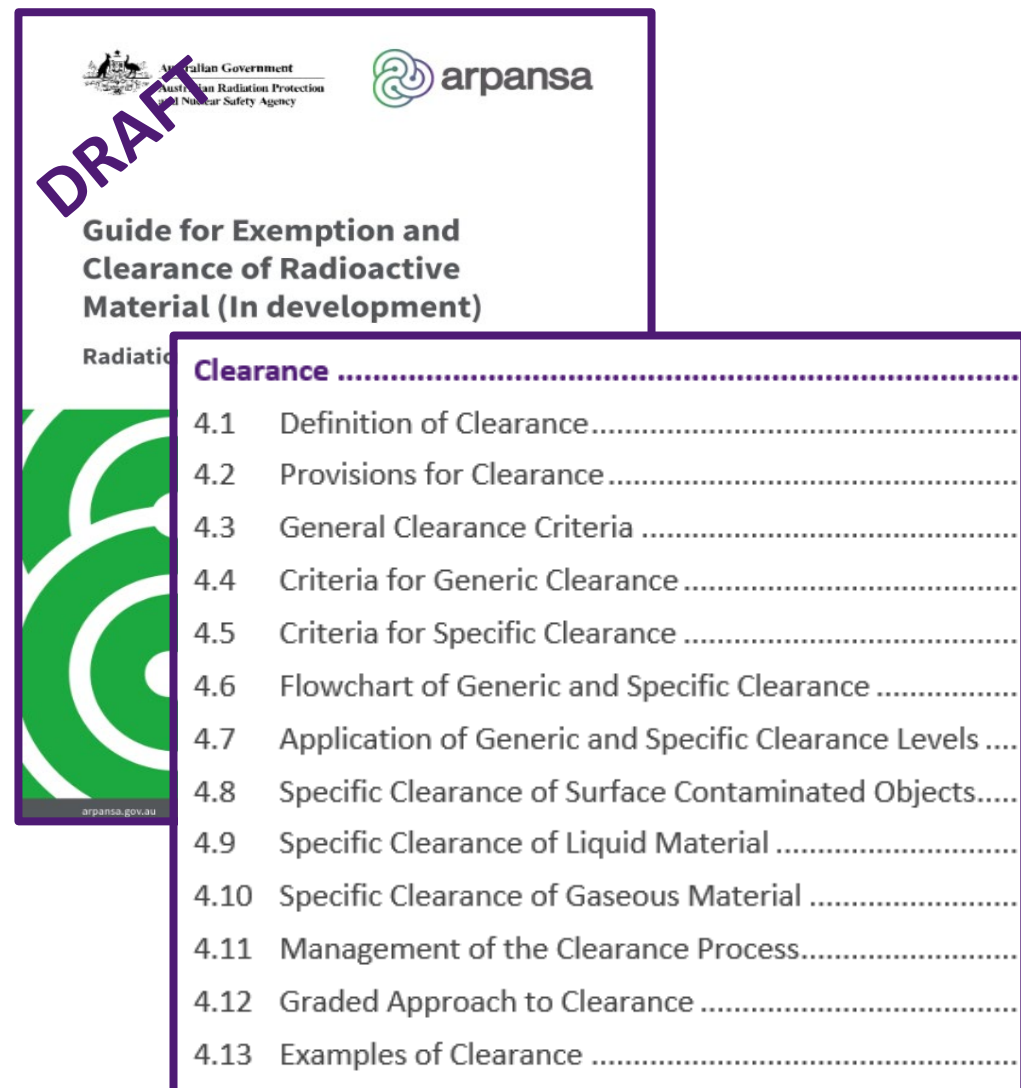 Australian Government
Australian Radiation Protection
and Nuclear Safety Agency
arpansa
DRAFT
Guide for Exemption and
Clearance of Radioactive
Material (In development)
Clearance ................................................................................
4.1 Definition of Clearance................................................
4.2 Provisions for Clearance..............................................
4.3 General Clearance Criteria ..........................................
4.4 Criteria for Generic Clearance.....................................
4.5 Criteria for Specific Clearance .....................................
4.6 Flowchart of Generic and Specific Clearance ................
4.7 Application of Generic and Specific Clearance Levels ....
4.8 Specific Clearance of Surface Contaminated Objects.....
4.9 Specific Clearance of Liquid Material ...........................
4.10 Specific Clearance of Gaseous Material .......................
4.11 Management of the Clearance Process........................
4.12 Graded Approach to Clearance ...................................
4.13 Examples of Clearance ...............................................
arpansa.gov.au